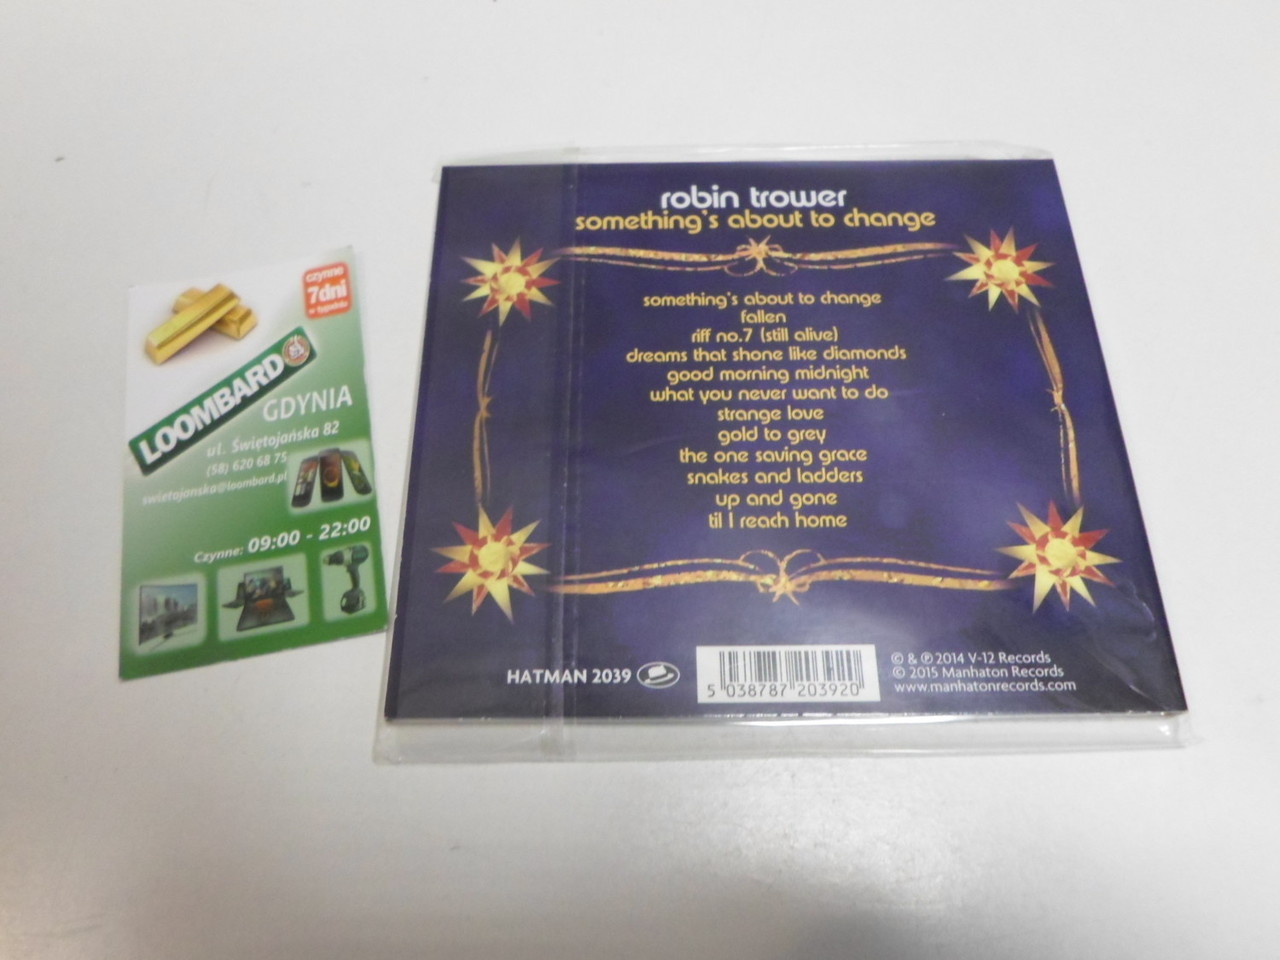 czynne
7dni
w tygodniu
LOOMBARD
GDYNIA
ul. Świętojańska 82
(58) 620 68 75
swietojanska@loombard.pl
Czynne: 09:00 - 22:00
robin trower
something's about to change
something's about to change
fallen
riff no.7 (still alive)
dreams that shone like diamonds
good morning midnight
what you never want to do
strange love
gold to grey
the one saving grace
snakes and ladders
up and gone
til I reach home
HATMAN 2039
5 038787 203920
© & ℗ 2014 V-12 Records
© 2015 Manhaton Records
www.manhatonrecords.com